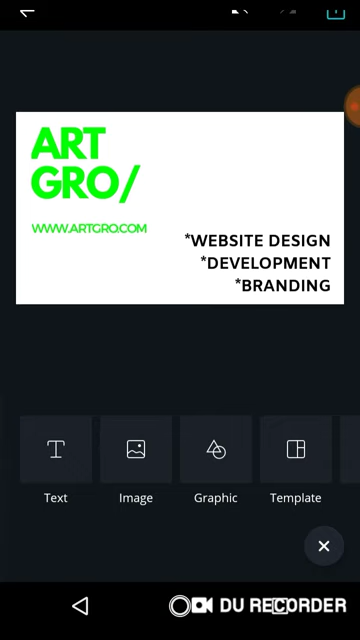 ART
GRO/
WWW.ARTGRO.COM
*WEBSITE DESIGN
*DEVELOPMENT
*BRANDING
Text Image Graphic Template
DU RECORDER